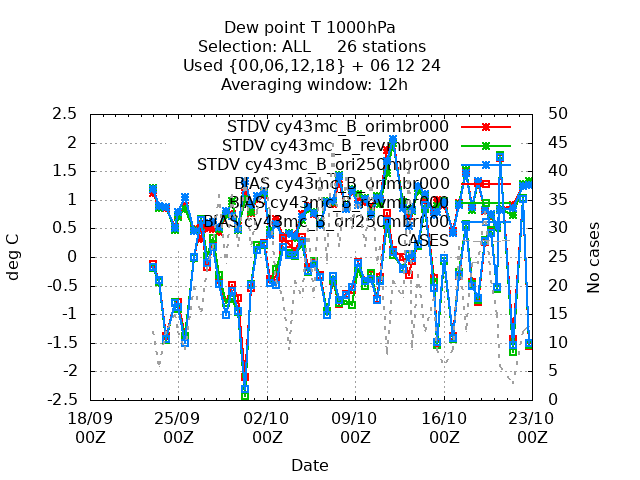 Dew point T 1000hPa
Selection: ALL 26 stations
Used {00,06,12,18} + 06 12 24
Averaging window: 12h
STDV cy43mc_B_orimbr000
STDV cy43mc_B_revmbr000
STDV cy43mc_B_ori250mbr000
BIAS cy43mc_B_orimbr000
BIAS cy43mc_B_revmbr000
BIAS cy43mc_B_ori250mbr000
CASES
2.5
2
1.5
1
0.5
0
-0.5
-1
-1.5
-2
-2.5
deg C
50
45
40
35
30
25
20
15
10
5
0
No cases
18/09 25/09 02/10 09/10 16/10 23/10
00Z 00Z 00Z 00Z 00Z 00Z
Date